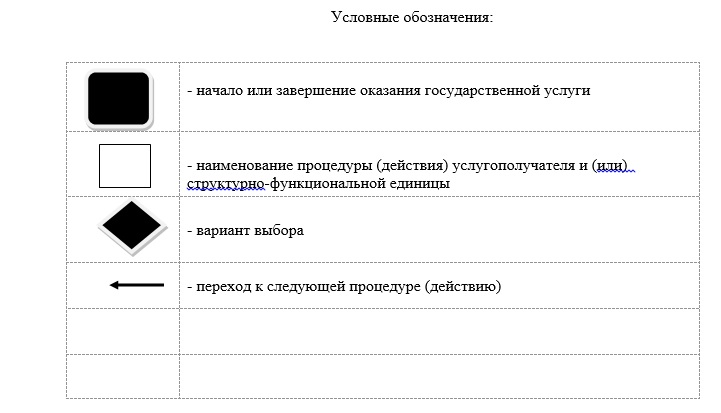 Условные обозначения:
- начало или завершение оказания государственной услуги
- наименование процедуры (действия) услугополучателя и (или)
структурно-функциональной единицы
- вариант выбора
- переход к следующей процедуре (действию)